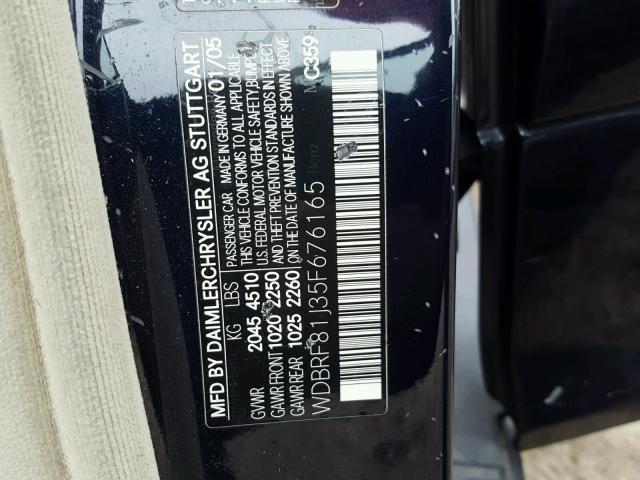 MFD BY DAIMLERCHRYSLER AG STUTTGART
PASSENGER CAR MADE IN GERMANY 01/05
KG LBS THIS VEHICLE CONFORMS TO ALL APPLICABLE
GVWR 2045 4510 U.S. FEDERAL MOTOR VEHICLE SAFETY, BUMPER
GAWR FRONT 1020 2250 AND THEFT PREVENTION STANDARDS IN EFFECT
GAWR REAR 1025 2260 ON THE DATE OF MANUFACTURE SHOWN ABOVE
WDBRF81J35F676165
C359
Benz